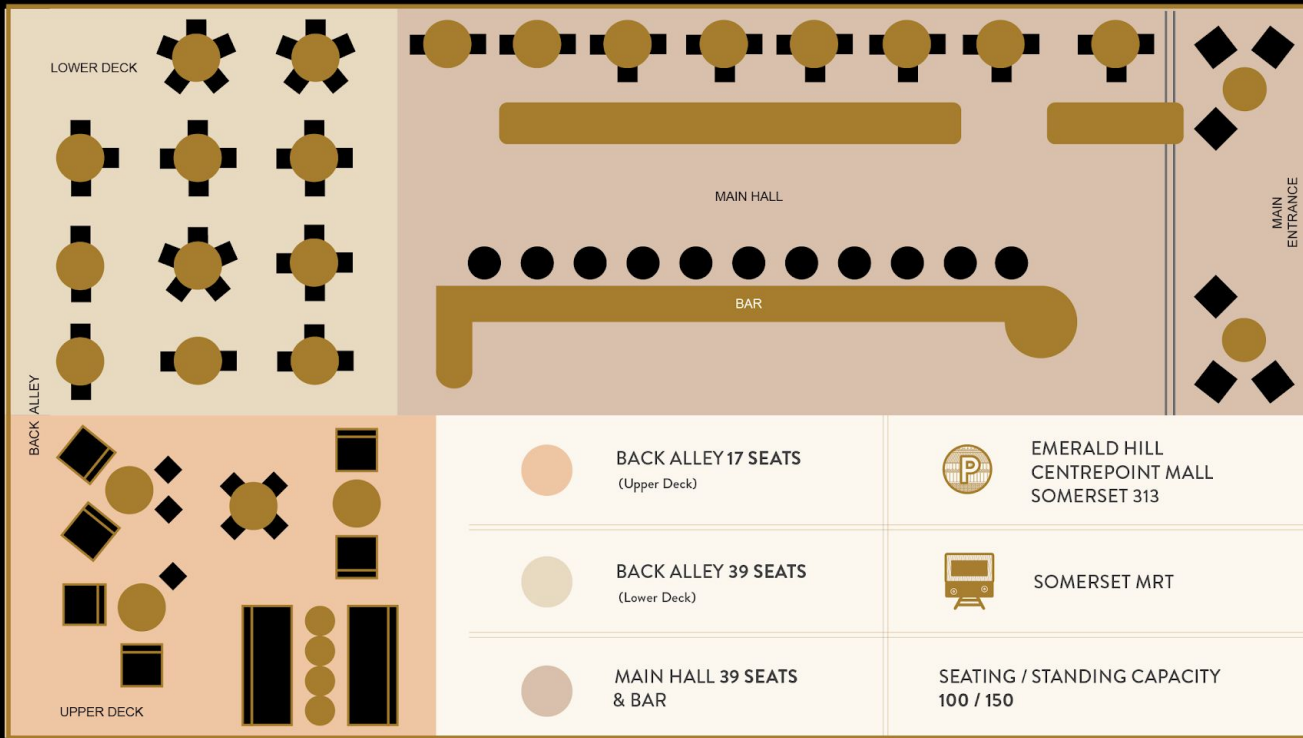 LOWER DECK
MAIN HALL
MAIN
ENTRANCE
BAR
BACK ALLEY
UPPER DECK
BACK ALLEY 17 SEATS
(Upper Deck)
P
EMERALD HILL
CENTREPOINT MALL
SOMERSET 313
BACK ALLEY 39 SEATS
(Lower Deck)
SOMERSET MRT
MAIN HALL 39 SEATS
& BAR
SEATING / STANDING CAPACITY
100 / 150